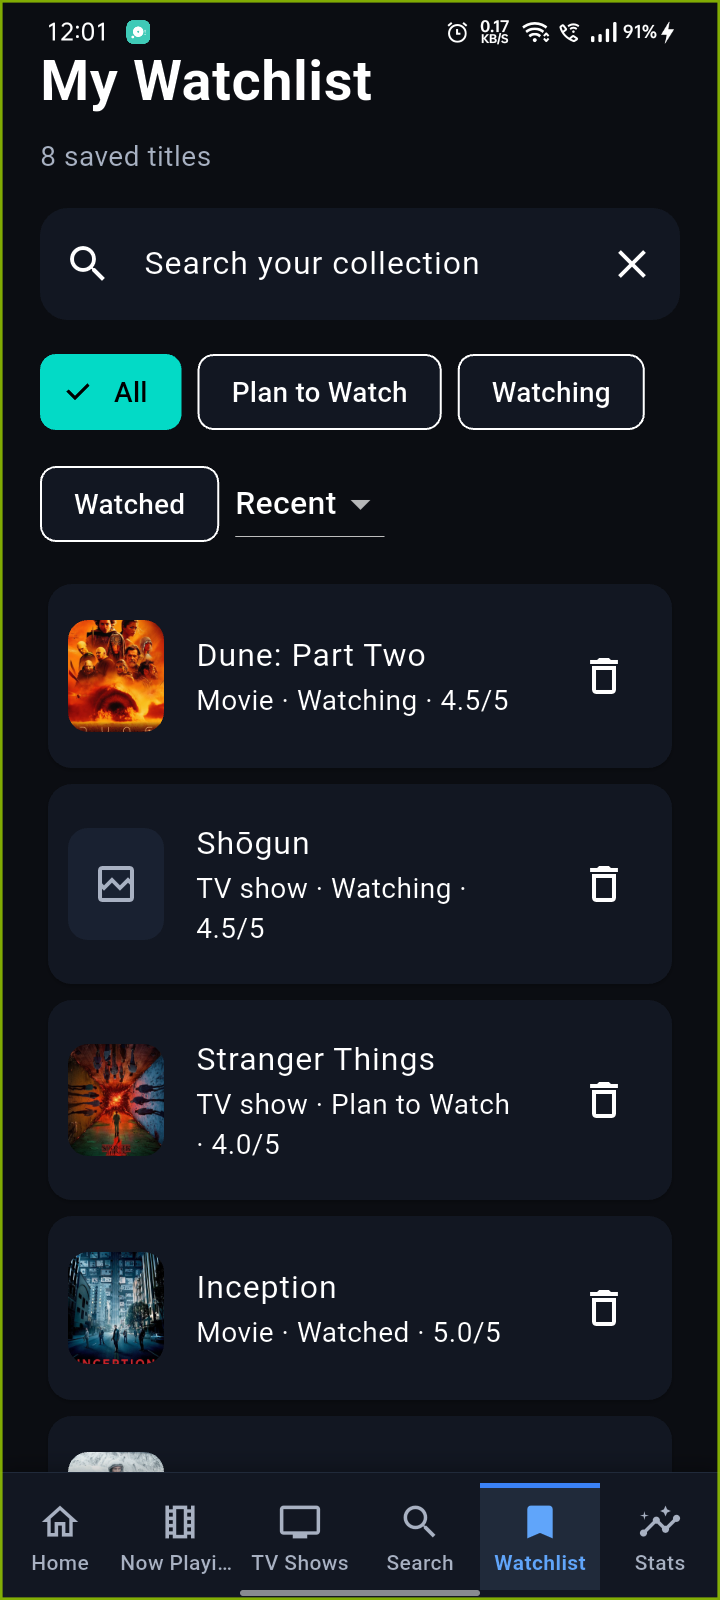 12:01
0.17
KB/S
91%
My Watchlist
8 saved titles
Search your collection
All
Plan to Watch
Watching
Watched
Recent
Dune: Part Two
Movie · Watching · 4.5/5
Shōgun
TV show · Watching ·
4.5/5
Stranger Things
TV show · Plan to Watch
· 4.0/5
INCEPTION
Inception
Movie · Watched · 5.0/5
Home
Now Playi...
TV Shows
Search
Watchlist
Stats